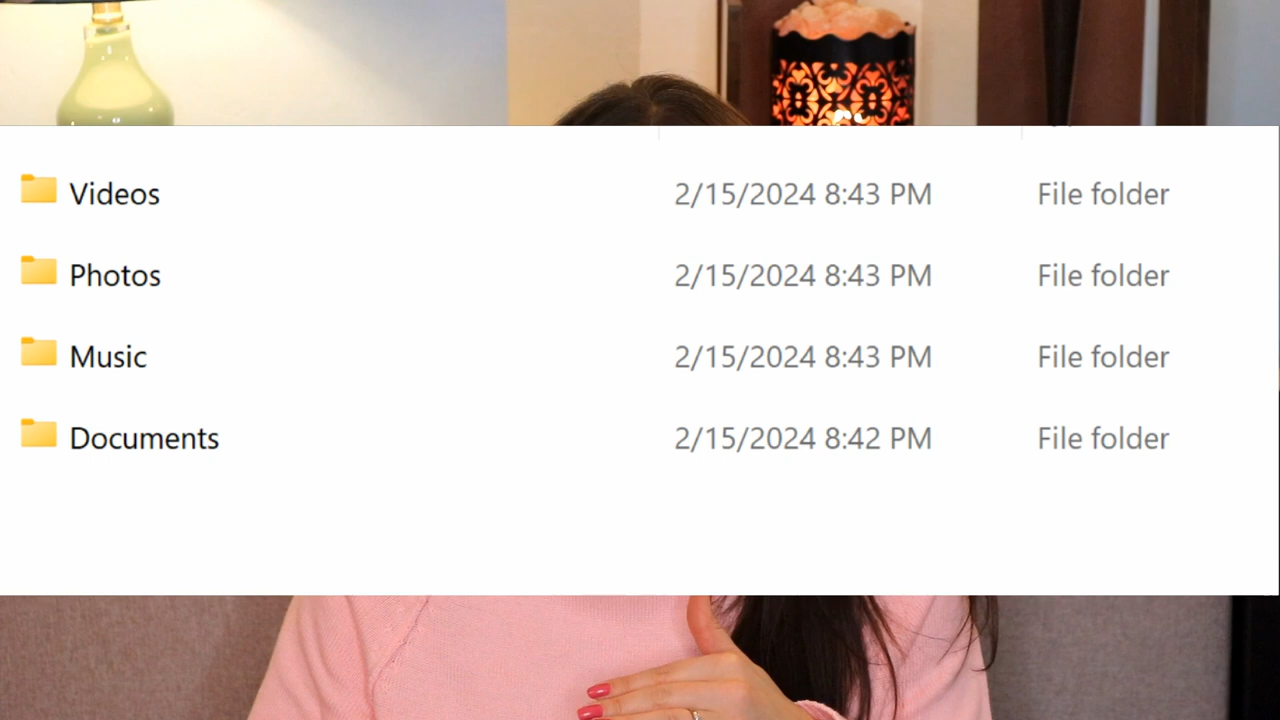 Videos 2/15/2024 8:43 PM File folder
Photos 2/15/2024 8:43 PM File folder
Music 2/15/2024 8:43 PM File folder
Documents 2/15/2024 8:42 PM File folder